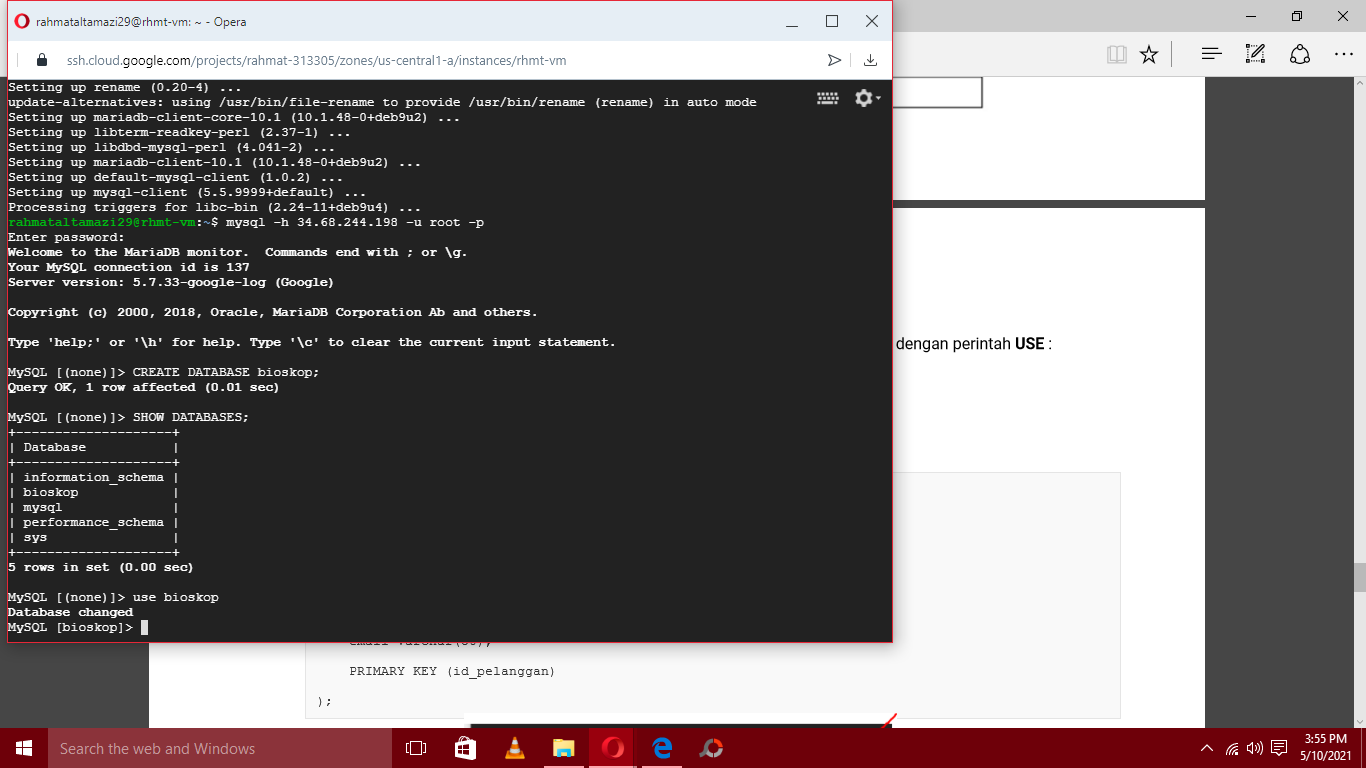 rahmataltamazi29@rhmt-vm: ~ - Opera
ssh.cloud.google.com/projects/rahmat-313305/zones/us-central1-a/instances/rhmt-vm
Setting up rename (0.20-4) ...
update-alternatives: using /usr/bin/file-rename to provide /usr/bin/rename (rename) in auto mode
Setting up mariadb-client-core-10.1 (10.1.48-0+deb9u2) ...
Setting up libterm-readkey-perl (2.37-1) ...
Setting up libdbd-mysql-perl (4.041-2) ...
Setting up mariadb-client-10.1 (10.1.48-0+deb9u2) ...
Setting up default-mysql-client (1.0.2) ...
Setting up mysql-client (5.5.9999+default) ...
Processing triggers for libc-bin (2.24-11+deb9u4) ...
rahmataltamazi29@rhmt-vm:~$ mysql -h 34.68.244.198 -u root -p
Enter password:
Welcome to the MariaDB monitor.  Commands end with ; or \g.
Your MySQL connection id is 137
Server version: 5.7.33-google-log (Google)
Copyright (c) 2000, 2018, Oracle, MariaDB Corporation Ab and others.
Type 'help;' or '\h' for help. Type '\c' to clear the current input statement.
MySQL [(none)]> CREATE DATABASE bioskop;
Query OK, 1 row affected (0.01 sec)
MySQL [(none)]> SHOW DATABASES;
+--------------------+
| Database           |
+--------------------+
| information_schema |
| bioskop            |
| mysql              |
| performance_schema |
| sys                |
+--------------------+
5 rows in set (0.00 sec)
MySQL [(none)]> use bioskop
Database changed
MySQL [bioskop]>
dengan perintah USE :
PRIMARY KEY (id_pelanggan)
);
Search the web and Windows
3:55 PM
5/10/2021